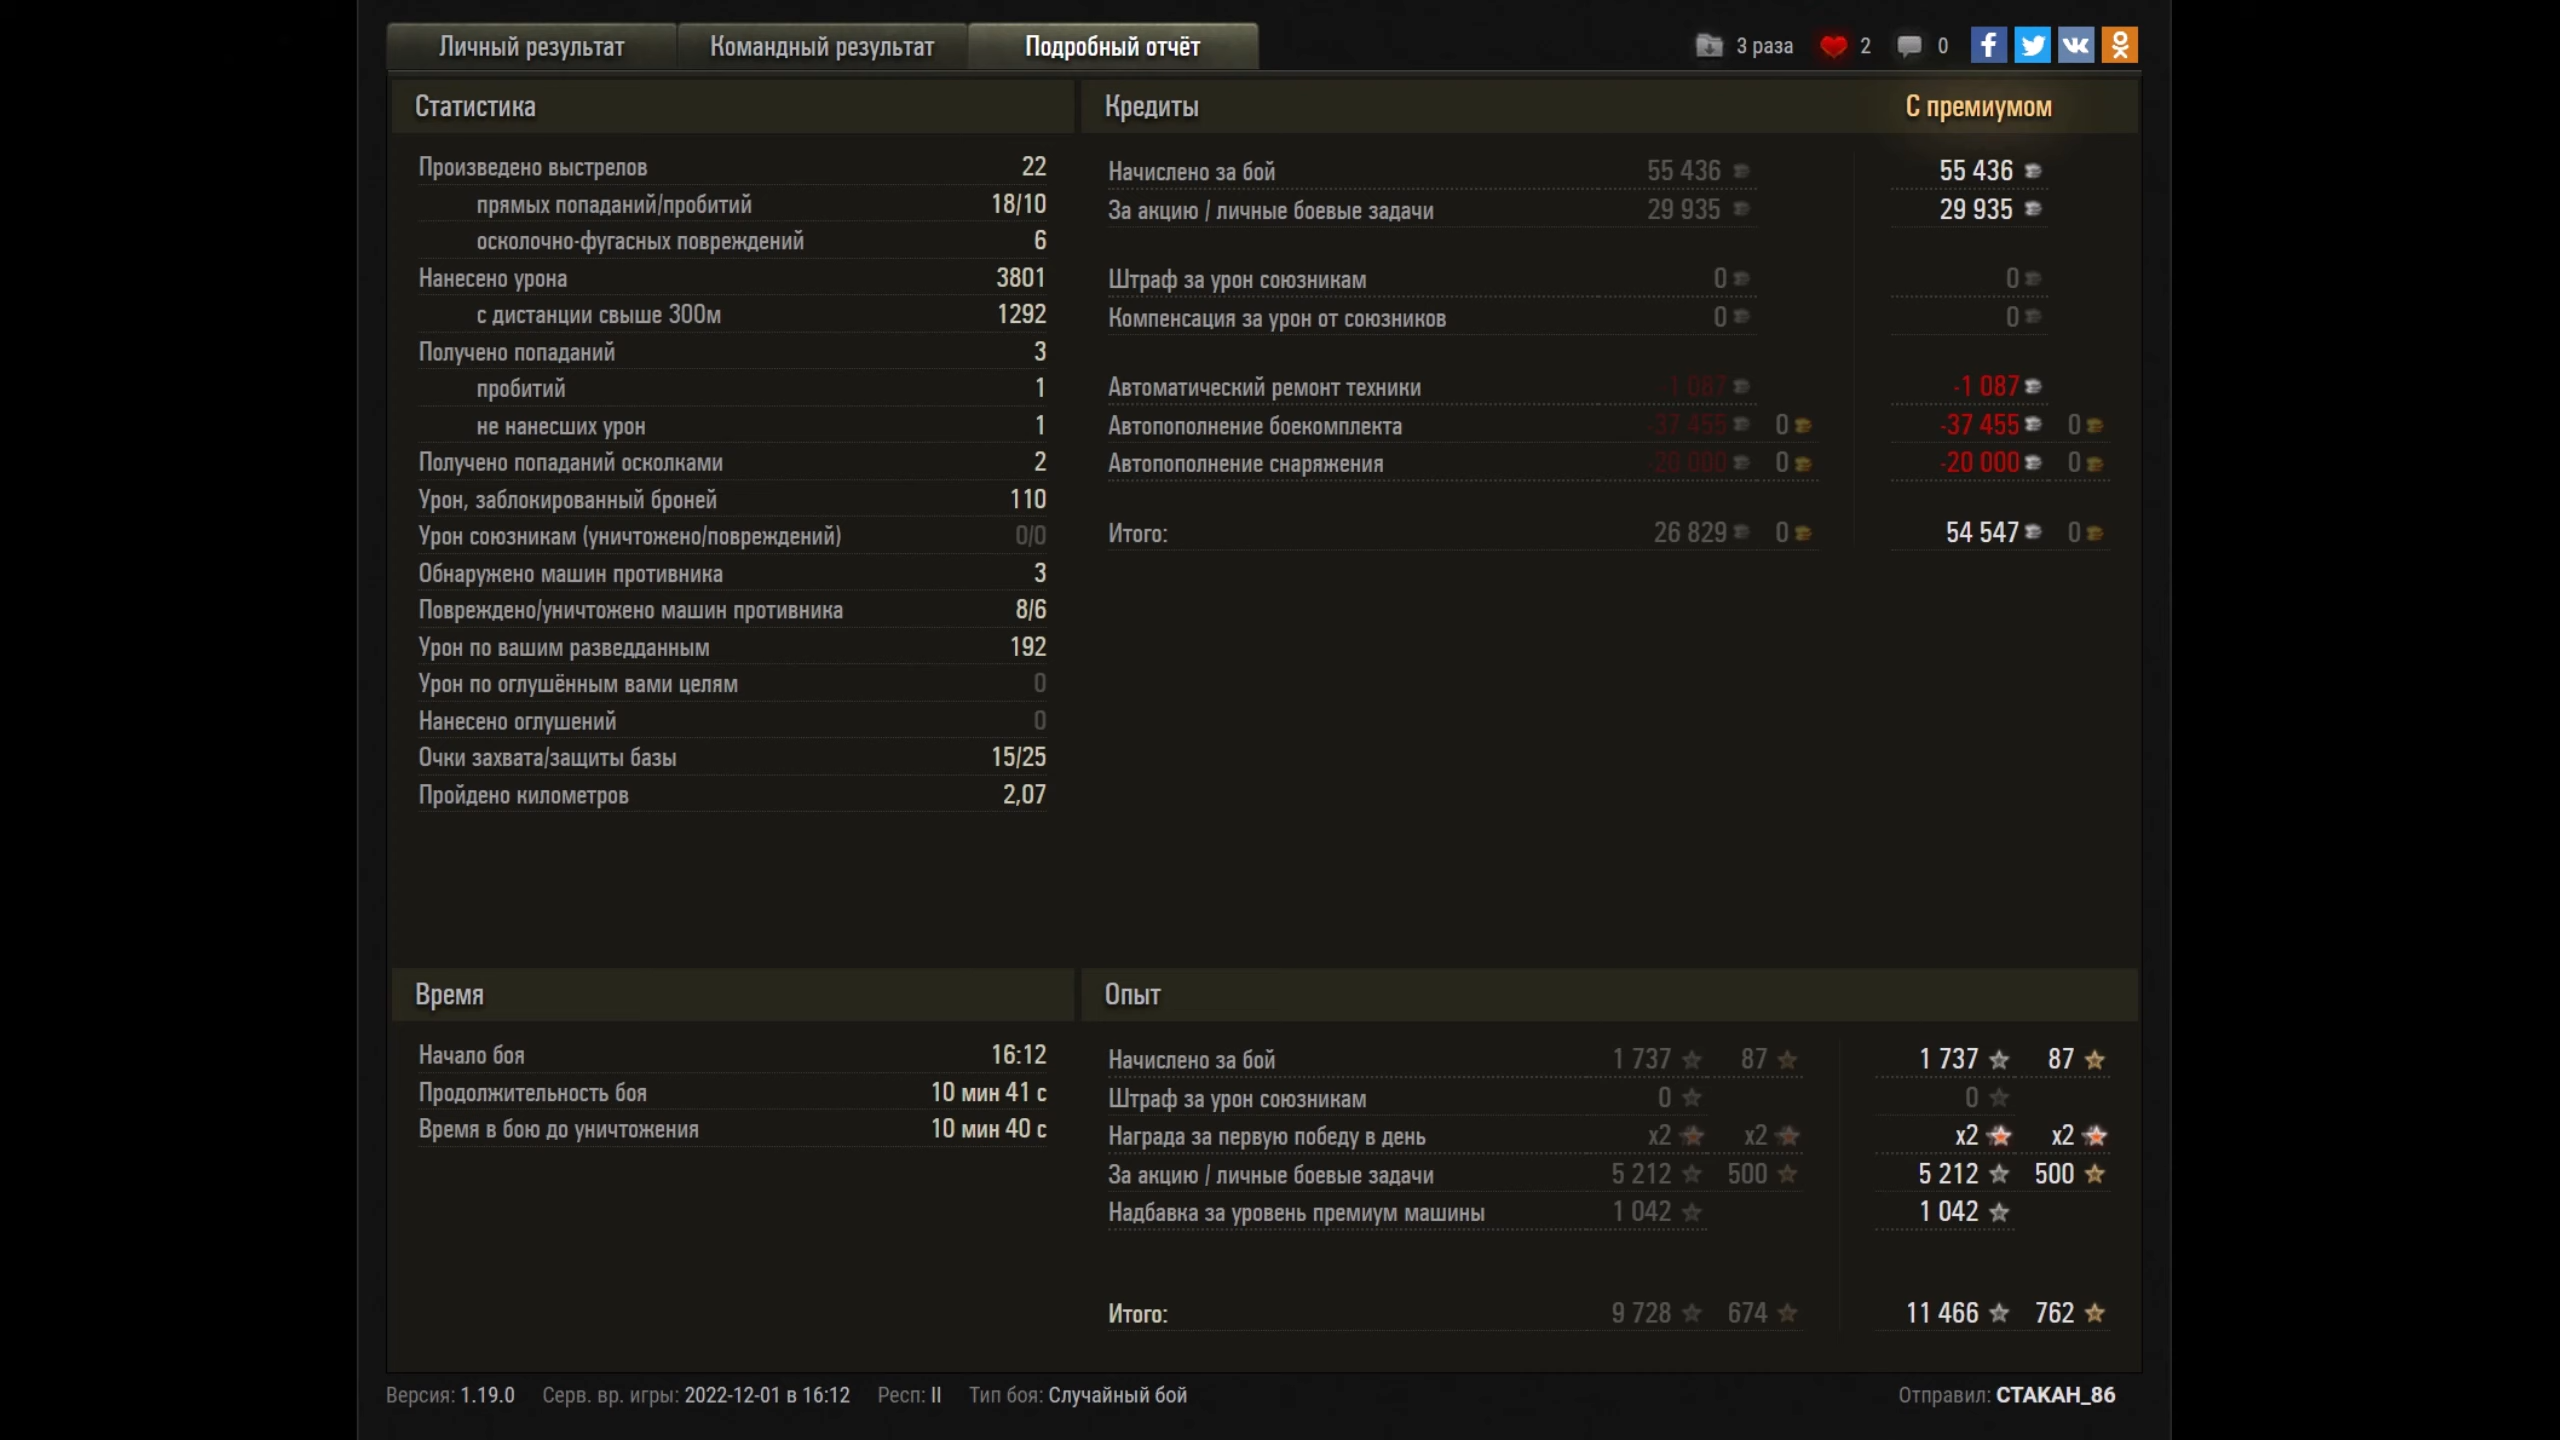 Личный результат Командный результат Подробный отчёт 3 раза 2 0
Статистика
Произведено выстрелов 22
прямых попаданий/пробитий 18/10
осколочно-фугасных повреждений 6
Нанесено урона 3801
с дистанции свыше 300м 1292
Получено попаданий 3
пробитий 1
не нанесших урон 1
Получено попаданий осколками 2
Урон, заблокированный броней 110
Урон союзникам (уничтожено/повреждений) 0/0
Обнаружено машин противника 3
Повреждено/уничтожено машин противника 8/6
Урон по вашим разведданным 192
Урон по оглушённым вами целям 0
Нанесено оглушений 0
Очки захвата/защиты базы 15/25
Пройдено километров 2,07
Кредиты С премиумом
Начислено за бой 55 436 55 436
За акцию / личные боевые задачи 29 935 29 935
Штраф за урон союзникам 0 0
Компенсация за урон от союзников 0 0
Автоматический ремонт техники -1 087 -1 087
Автопополнение боекомплекта -37 455 0 -37 455 0
Автопополнение снаряжения -20 000 0 -20 000 0
Итого: 26 829 0 54 547 0
Время
Начало боя 16:12
Продолжительность боя 10 мин 41 с
Время в бою до уничтожения 10 мин 40 с
Опыт
Начислено за бой 1 737 87 1 737 87
Штраф за урон союзникам 0 0
Награда за первую победу в день x2 x2 x2 x2
За акцию / личные боевые задачи 5 212 500 5 212 500
Надбавка за уровень премиум машины 1 042 1 042
Итого: 9 728 674 11 466 762
Версия: 1.19.0 Серв. вр. игры: 2022-12-01 в 16:12 Респ: II Тип боя: Случайный бой Отправил: CTAKAH_86